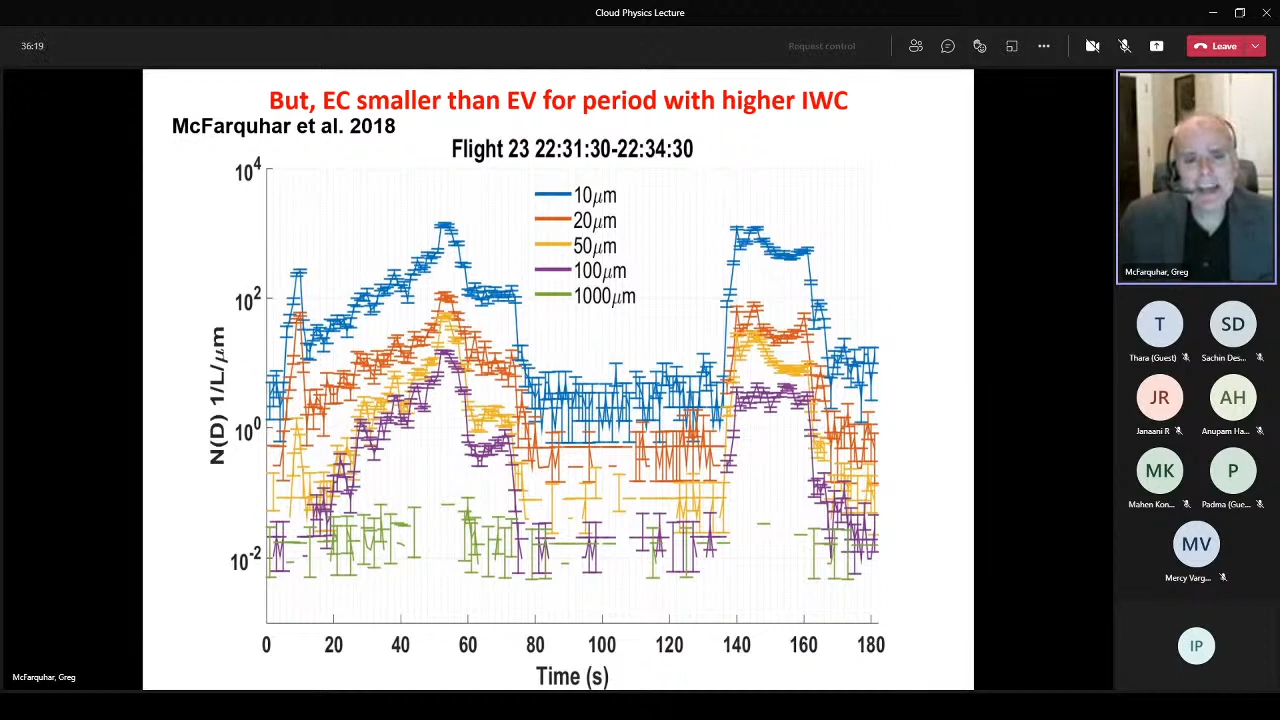 Cloud Physics Lecture
36:19
Request control
Leave
But, EC smaller than EV for period with higher IWC
McFarquhar et al. 2018
Flight 23 22:31:30-22:34:30
10μm
20μm
50μm
100μm
1000μm
N(D) 1/L/μm
10⁴
10²
10⁰
10⁻²
0 20 40 60 80 100 120 140 160 180
Time (s)
McFarquhar, Greg
McFarquhar, Greg
T
SD
Thara (Guest)
Sachin Des...
JR
AH
Janaani R
Anupam Ha...
MK
P
Mahen Kon...
Padma (Gue...
MV
Mercy Varg...
IP